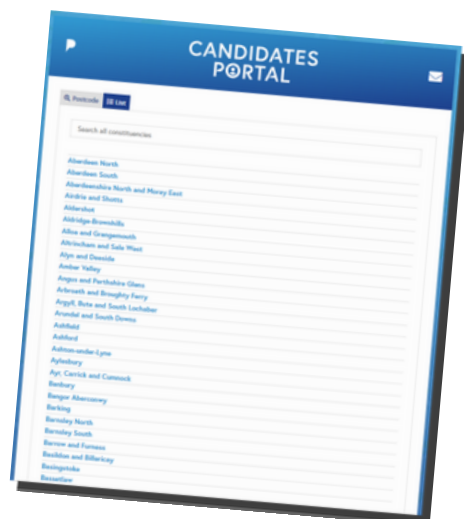 CANDIDATES
PORTAL
Postcode List
Search all constituencies
Aberdeen North
Aberdeen South
Aberdeenshire North and Moray East
Airdrie and Shotts
Aldershot
Aldridge-Brownhills
Alloa and Grangemouth
Altrincham and Sale West
Alyn and Deeside
Amber Valley
Angus and Perthshire Glens
Arbroath and Broughty Ferry
Argyll, Bute and South Lochaber
Arundel and South Downs
Ashfield
Ashford
Ashton-under-Lyne
Aylesbury
Ayr, Carrick and Cumnock
Banbury
Bangor Aberconwy
Barking
Barnsley North
Barnsley South
Barrow and Furness
Basildon and Billericay
Basingstoke
Bassetlaw